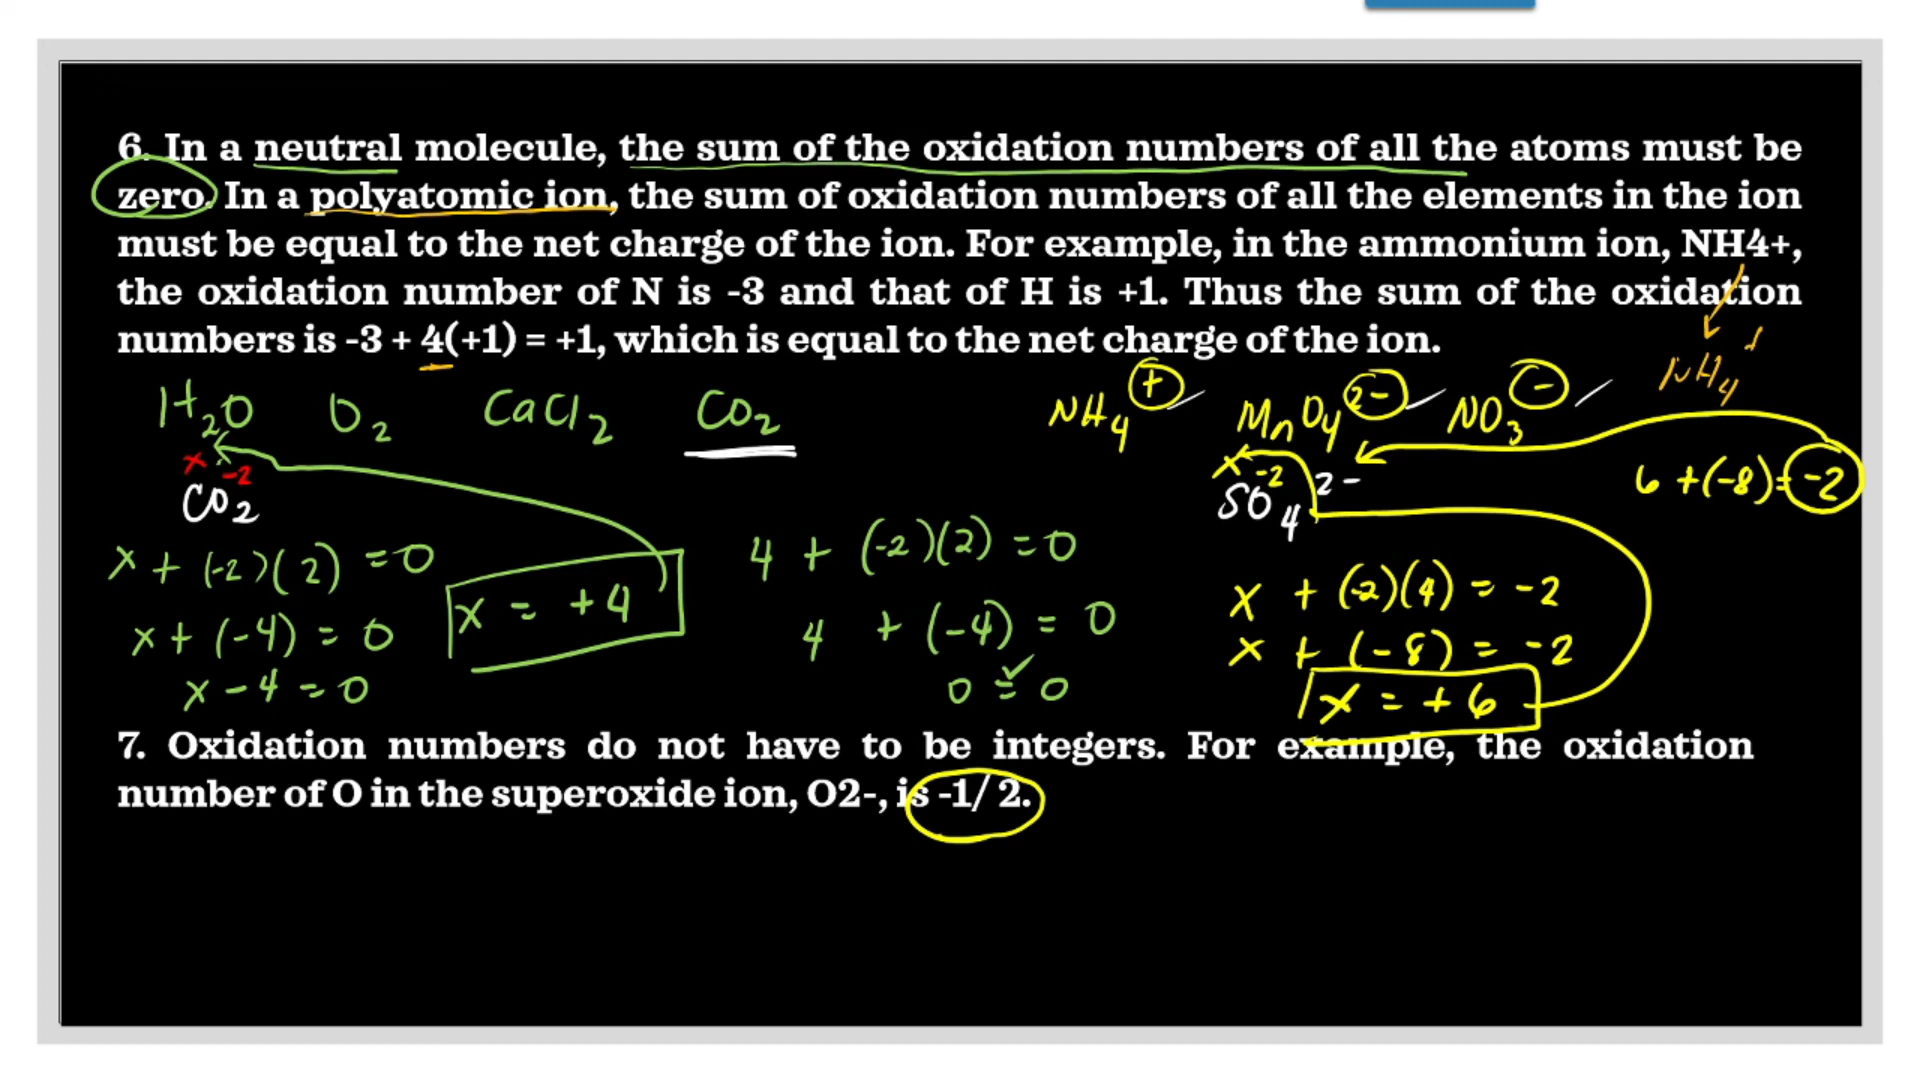 6. In a neutral molecule, the sum of the oxidation numbers of all the atoms must be
zero. In a polyatomic ion, the sum of oxidation numbers of all the elements in the ion
must be equal to the net charge of the ion. For example, in the ammonium ion, NH4+,
the oxidation number of N is -3 and that of H is +1. Thus the sum of the oxidation
numbers is -3 + 4(+1) = +1, which is equal to the net charge of the ion.
H₂O O₂ CaCl₂ CO₂ NH₄⁺ MnO₄²⁻ NO₃⁻ NH₄
x -2
CO₂
x + (-2)(2) = 0
x + (-4) = 0
x - 4 = 0
x = +4
4 + (-2)(2) = 0
4 + (-4) = 0
0 = 0 ✓
x -2
SO₄²⁻
6 + (-8) = -2
x + (-2)(4) = -2
x + (-8) = -2
x = +6
7. Oxidation numbers do not have to be integers. For example, the oxidation
number of O in the superoxide ion, O2-, is -1/ 2.